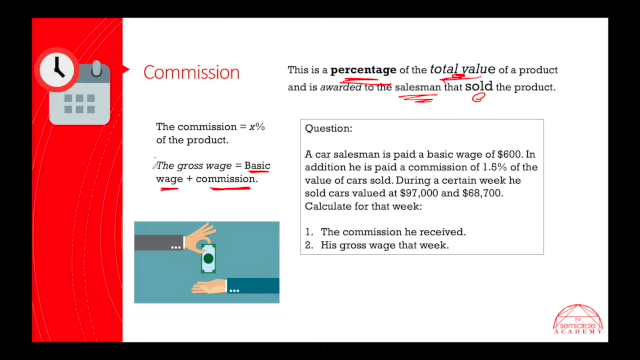 Commission
This is a percentage of the total value of a product
and is awarded to the salesman that sold the product.
The commission = x%
of the product.
The gross wage = Basic
wage + commission.
Question:
A car salesman is paid a basic wage of $600. In
addition he is paid a commission of 1.5% of the
value of cars sold. During a certain week he
sold cars valued at $97,000 and $68,700.
Calculate for that week:
1. The commission he received.
2. His gross wage that week.
the
semicircle
ACADEMY